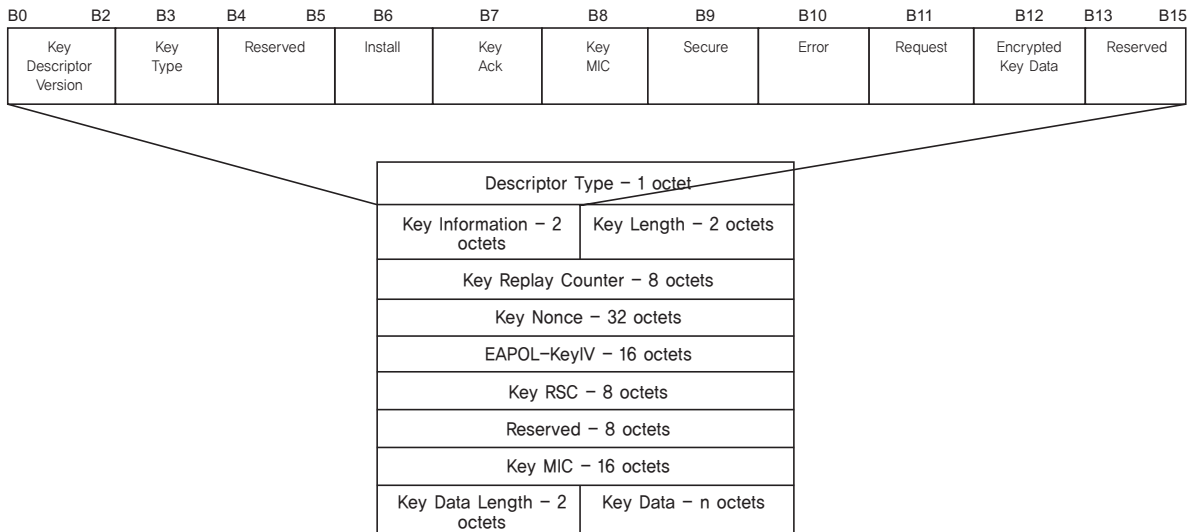 B0 B2 B3 B4 B5 B6 B7 B8 B9 B10 B11 B12 B13 B15
Key Descriptor Version
Key Type
Reserved
Install
Key Ack
Key MIC
Secure
Error
Request
Encrypted Key Data
Reserved
Descriptor Type – 1 octet
Key Information – 2 octets
Key Length – 2 octets
Key Replay Counter – 8 octets
Key Nonce – 32 octets
EAPOL–KeyIV – 16 octets
Key RSC – 8 octets
Reserved – 8 octets
Key MIC – 16 octets
Key Data Length – 2 octets
Key Data – n octets